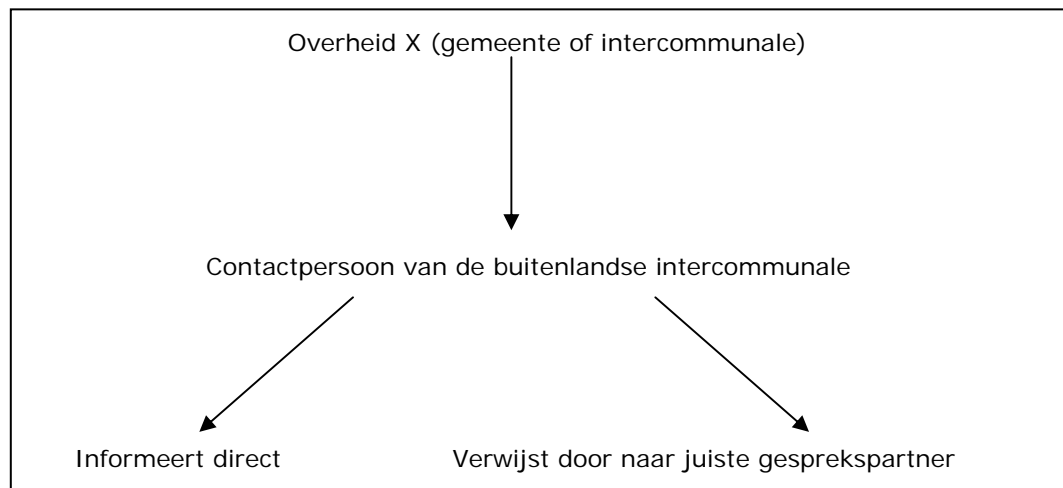 Overheid X (gemeente of intercommunale)
Contactpersoon van de buitenlandse intercommunale
Informeert direct
Verwijst door naar juiste gesprekspartner